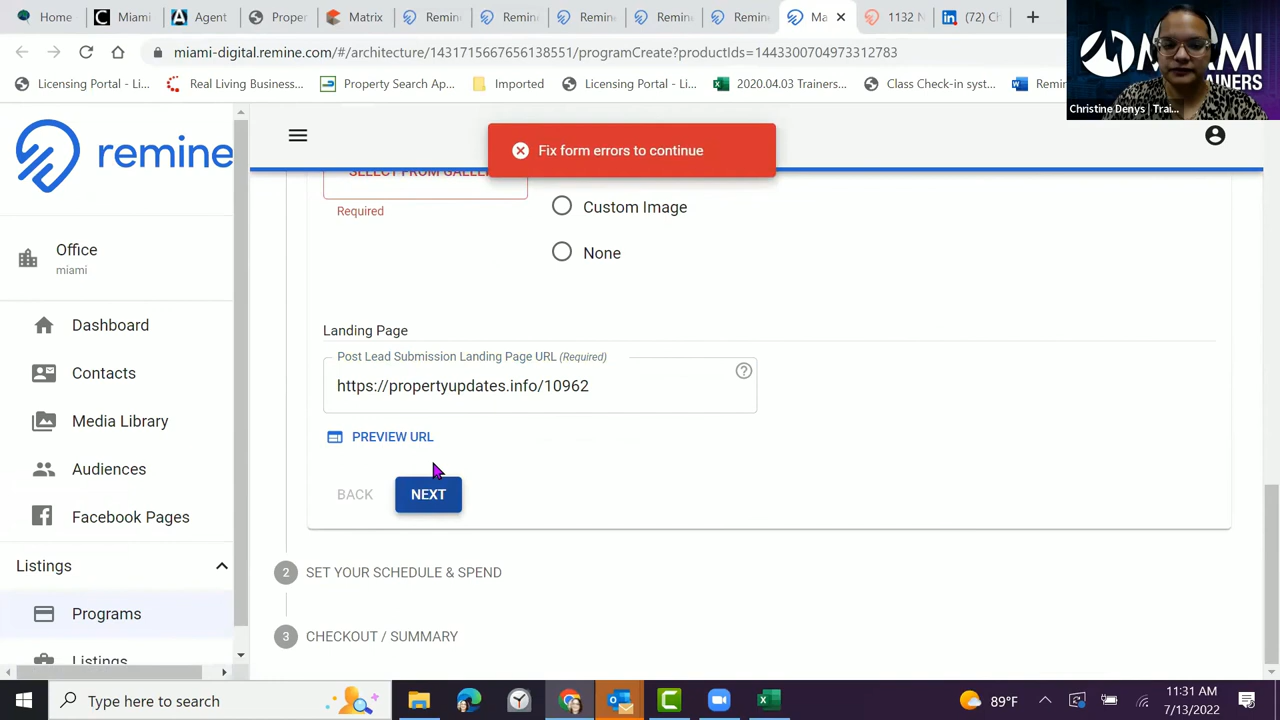 Home
Miami
Agent
Proper
Matrix
Remine
Remine
Remine
Remine
Remine
Ma
1132 N
(72) C
miami-digital.remine.com/#/architecture/1431715667656138551/programCreate?productIds=1443300704973312783
Licensing Portal - Li...
Real Living Business...
Property Search Ap...
Imported
Licensing Portal - Li...
2020.04.03 Trainers...
Class Check-in syst...
Remi
Christine Denys | Trai...
remine
Fix form errors to continue
SELECT FROM GALLE
Required
Custom Image
None
Office
miami
Dashboard
Contacts
Media Library
Audiences
Facebook Pages
Listings
Programs
Listings
Landing Page
Post Lead Submission Landing Page URL (Required)
https://propertyupdates.info/10962
PREVIEW URL
BACK
NEXT
2 SET YOUR SCHEDULE & SPEND
3 CHECKOUT / SUMMARY
Type here to search
89°F
11:31 AM
7/13/2022